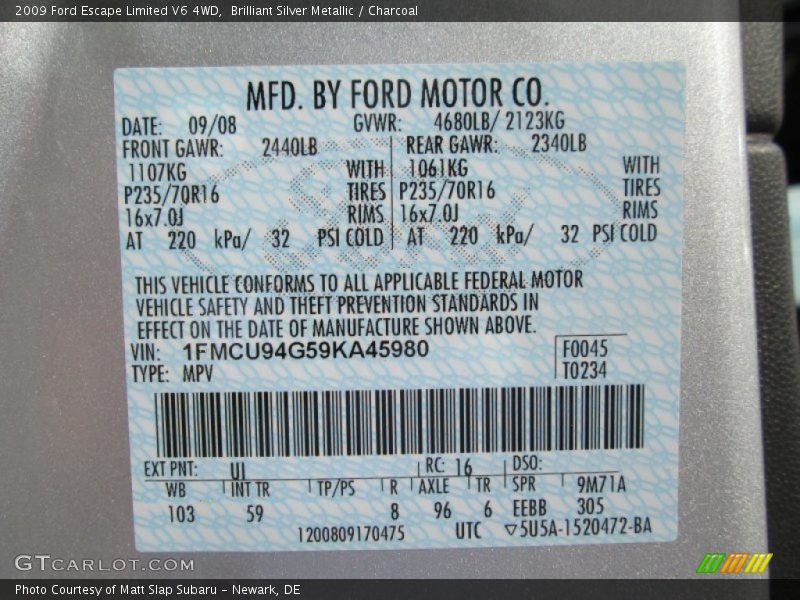 2009 Ford Escape Limited V6 4WD, Brilliant Silver Metallic / Charcoal
MFD. BY FORD MOTOR CO.
DATE: 09/08 GVWR: 4680LB/ 2123KG
FRONT GAWR: 2440LB REAR GAWR: 2340LB
1107KG WITH 1061KG WITH
P235/70R16 TIRES P235/70R16 TIRES
16x7.0J RIMS 16x7.0J RIMS
AT 220 kPa/ 32 PSI COLD AT 220 kPa/ 32 PSI COLD
THIS VEHICLE CONFORMS TO ALL APPLICABLE FEDERAL MOTOR
VEHICLE SAFETY AND THEFT PREVENTION STANDARDS IN
EFFECT ON THE DATE OF MANUFACTURE SHOWN ABOVE.
VIN: 1FMCU94G59KA45980 F0045
TYPE: MPV T0234
EXT PNT: UI RC: 16 DSO:
WB INT TR TP/PS R AXLE TR SPR 9M71A
103 59 8 96 6 EEBB 305
1200809170475 UTC ▽5U5A-1520472-BA
GTCARLOT.COM
Photo Courtesy of Matt Slap Subaru - Newark, DE